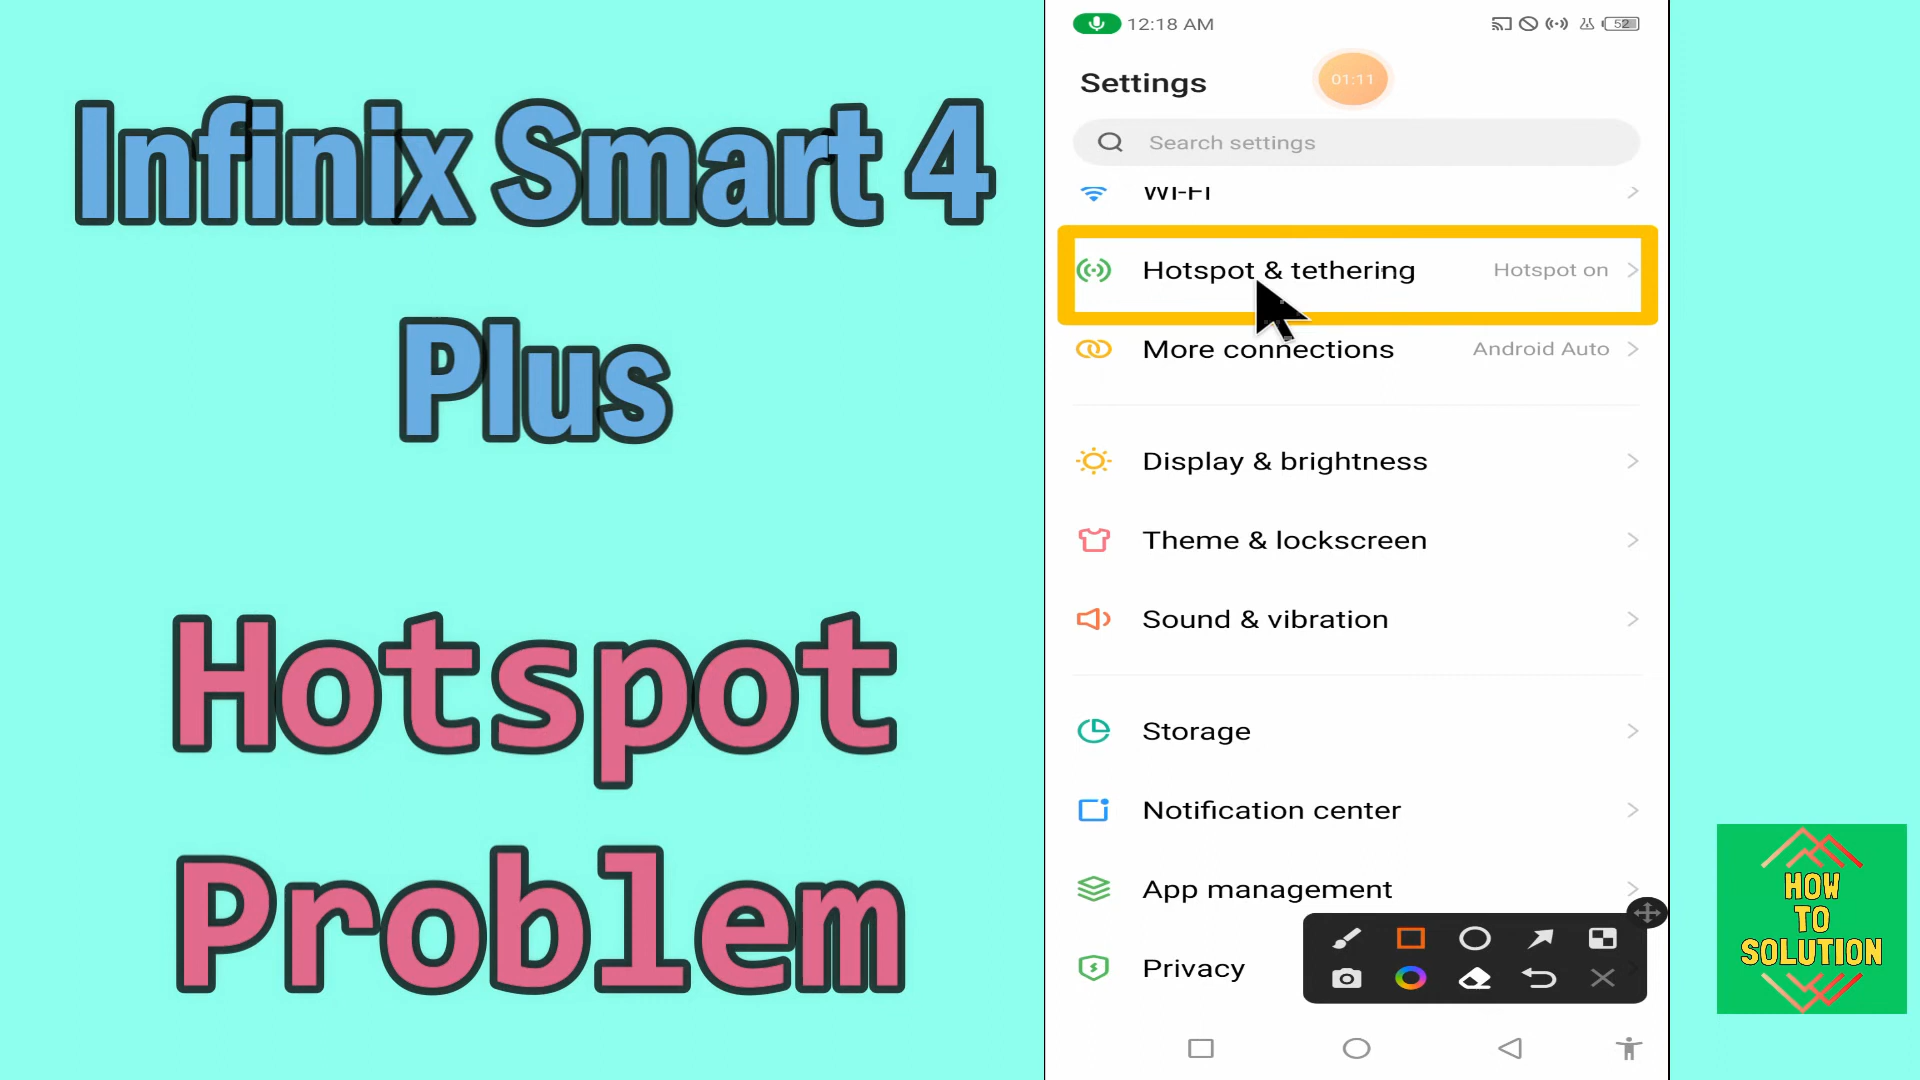 Infinix Smart 4
Plus
Hotspot
Problem
12:18 AM
52
Settings
01:11
Search settings
Wi-Fi
Hotspot & tethering
Hotspot on
More connections
Android Auto
Display & brightness
Theme & lockscreen
Sound & vibration
Storage
Notification center
App management
Privacy
HOW
TO
SOLUTION